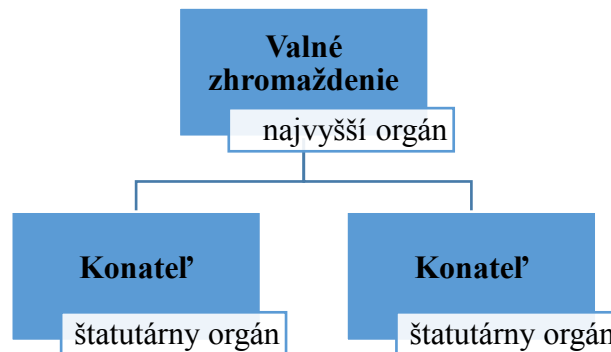 Valné
zhromaždenie
najvyšší orgán
Konateľ
štatutárny orgán
Konateľ
štatutárny orgán